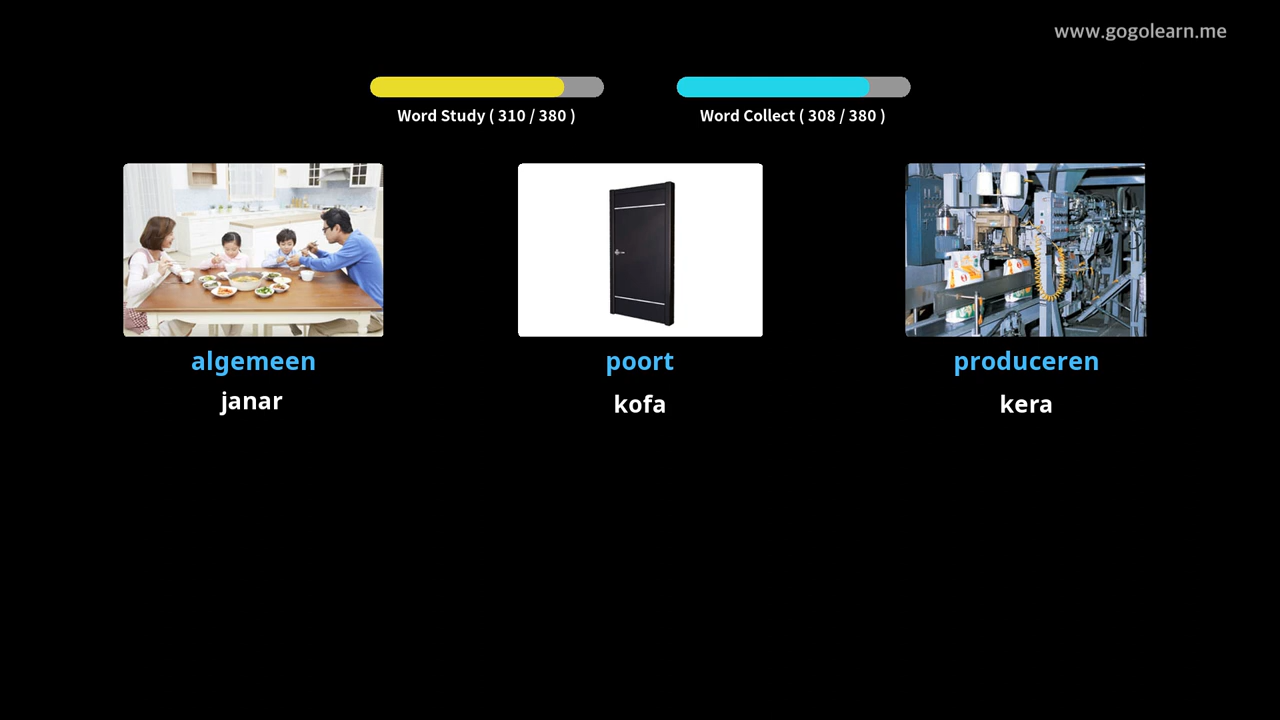 www.gogolearn.me
Word Study ( 310 / 380 )
Word Collect ( 308 / 380 )
algemeen
poort
produceren
janar
kofa
kera